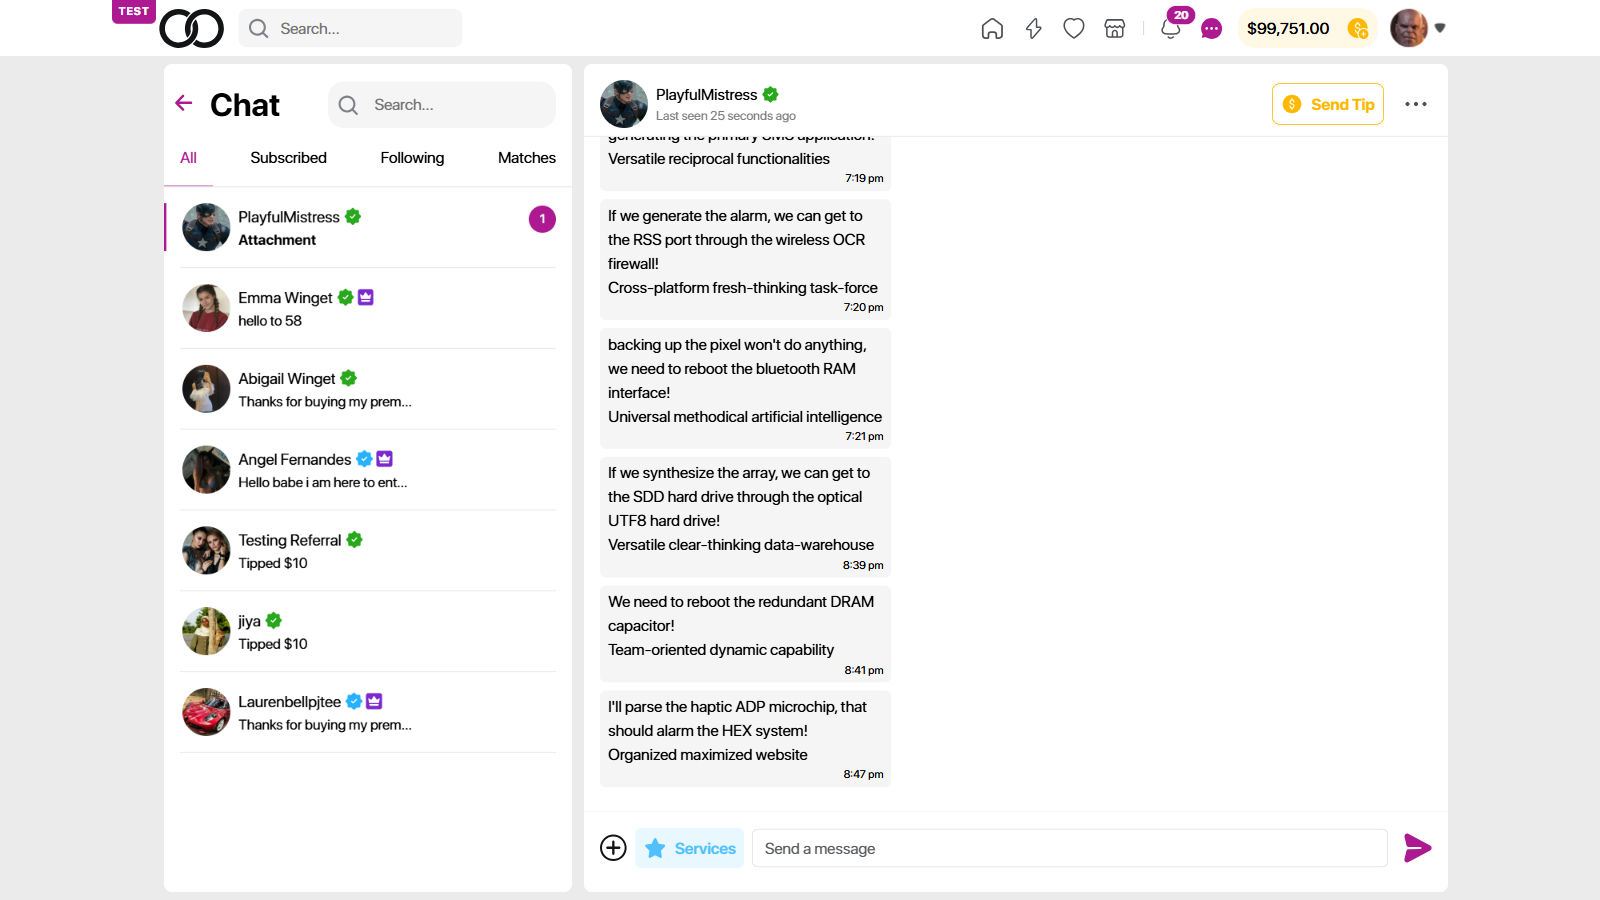 TEST
Search...
20
$99,751.00
Chat
Search...
All
Subscribed
Following
Matches
PlayfulMistress
Attachment
1
Emma Winget
hello to 58
Abigail Winget
Thanks for buying my prem...
Angel Fernandes
Hello babe i am here to ent...
Testing Referral
Tipped $10
jiya
Tipped $10
Laurenbellpjtee
Thanks for buying my prem...
PlayfulMistress
Last seen 25 seconds ago
Send Tip
generating the primary SMS application!
Versatile reciprocal functionalities
7:19 pm
If we generate the alarm, we can get to
the RSS port through the wireless OCR
firewall!
Cross-platform fresh-thinking task-force
7:20 pm
backing up the pixel won't do anything,
we need to reboot the bluetooth RAM
interface!
Universal methodical artificial intelligence
7:21 pm
If we synthesize the array, we can get to
the SDD hard drive through the optical
UTF8 hard drive!
Versatile clear-thinking data-warehouse
8:39 pm
We need to reboot the redundant DRAM
capacitor!
Team-oriented dynamic capability
8:41 pm
I'll parse the haptic ADP microchip, that
should alarm the HEX system!
Organized maximized website
8:47 pm
Services
Send a message